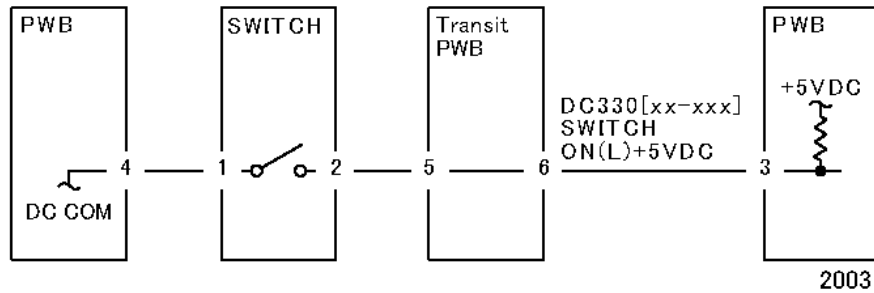 PWB
SWITCH
Transit
PWB
PWB
+5VDC
DC330[xx-xxx]
SWITCH
ON(L)+5VDC
4
1
2
5
6
3
DC COM
2003